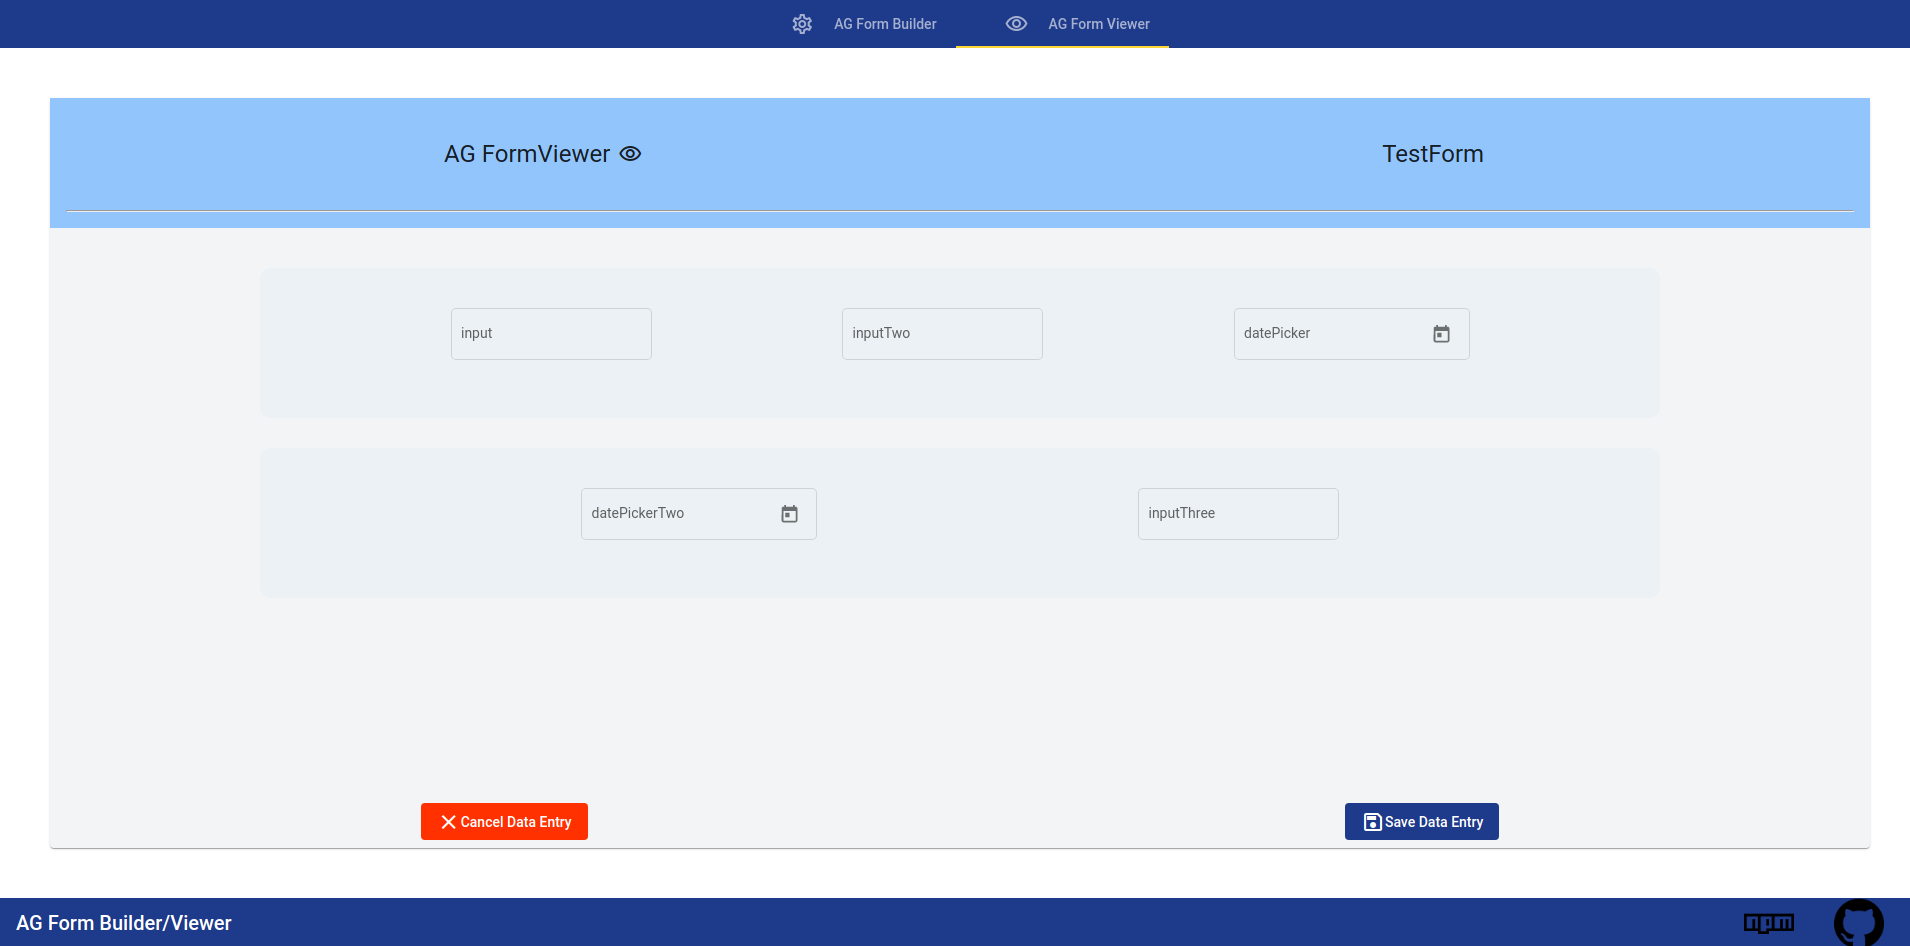 AG Form Builder
AG Form Viewer
AG FormViewer
TestForm
input
inputTwo
datePicker
datePickerTwo
inputThree
Cancel Data Entry
Save Data Entry
AG Form Builder/Viewer
npm